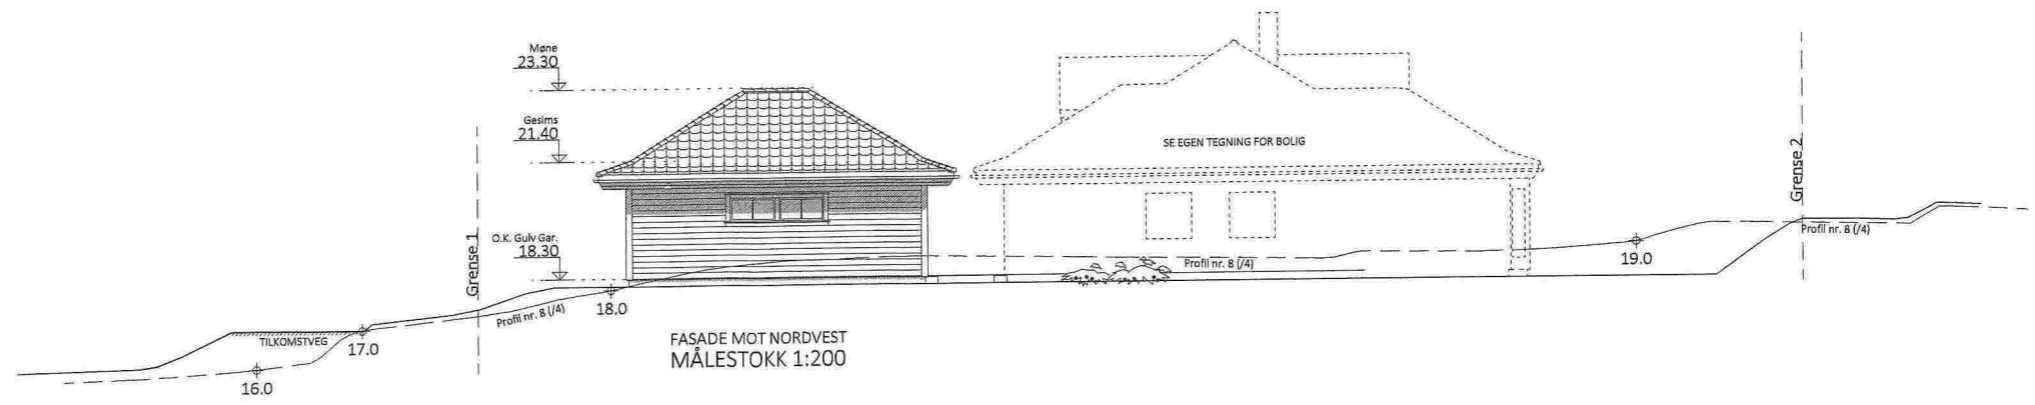 Møne
23.30
Gesims
21.40
O.K. Gulv Gar.
18.30
Grense 1
SE EGEN TEGNING FOR BOLIG
Grense 2
Profil nr. 8 (/4)
19.0
Profil nr. 8 (/4)
Profil nr. 8 (/4)
18.0
TILKOMSTVEG
17.0
16.0
FASADE MOT NORDVEST
MÅLESTOKK 1:200